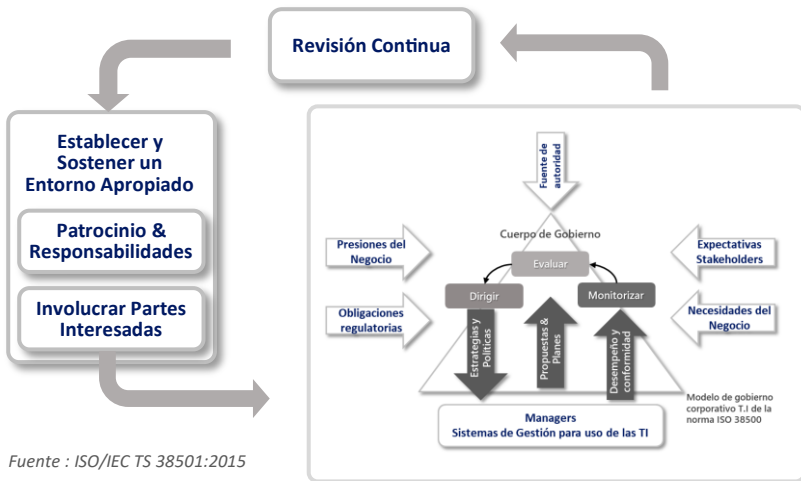 Revisión Continua
Establecer y
Sostener un
Entorno Apropiado
Patrocinio &
Responsabilidades
Involucrar Partes
Interesadas
Fuente de
autoridad
Cuerpo de Gobierno
Presiones del
Negocio
Expectativas
Stakeholders
Evaluar
Dirigir
Monitorizar
Obligaciones
regulatorias
Necesidades del
Negocio
Estrategias y
Políticas
Propuestas &
Planes
Desempeño y
conformidad
Modelo de gobierno
corporativo T.I de la
norma ISO 38500
Managers
Sistemas de Gestión para uso de las TI
Fuente : ISO/IEC TS 38501:2015